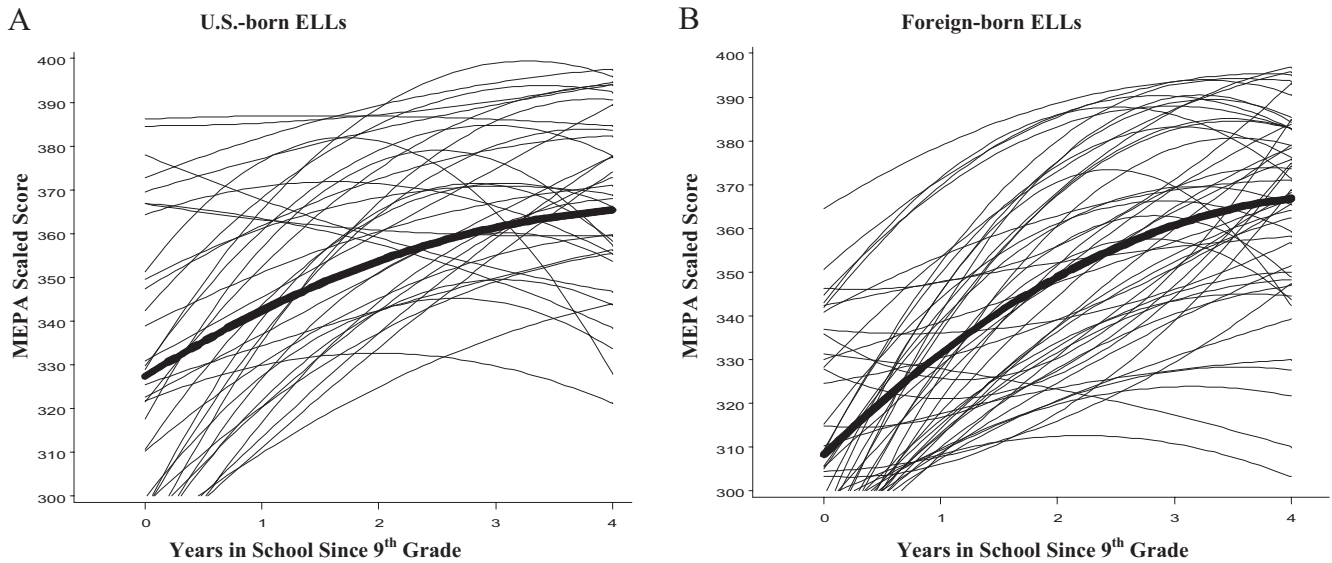 A
U.S.-born ELLs
MEPA Scaled Score
400
390
380
370
360
350
340
330
320
310
300
0 1 2 3 4
Years in School Since 9th Grade
B
Foreign-born ELLs
MEPA Scaled Score
400
390
380
370
360
350
340
330
320
310
300
0 1 2 3 4
Years in School Since 9th Grade